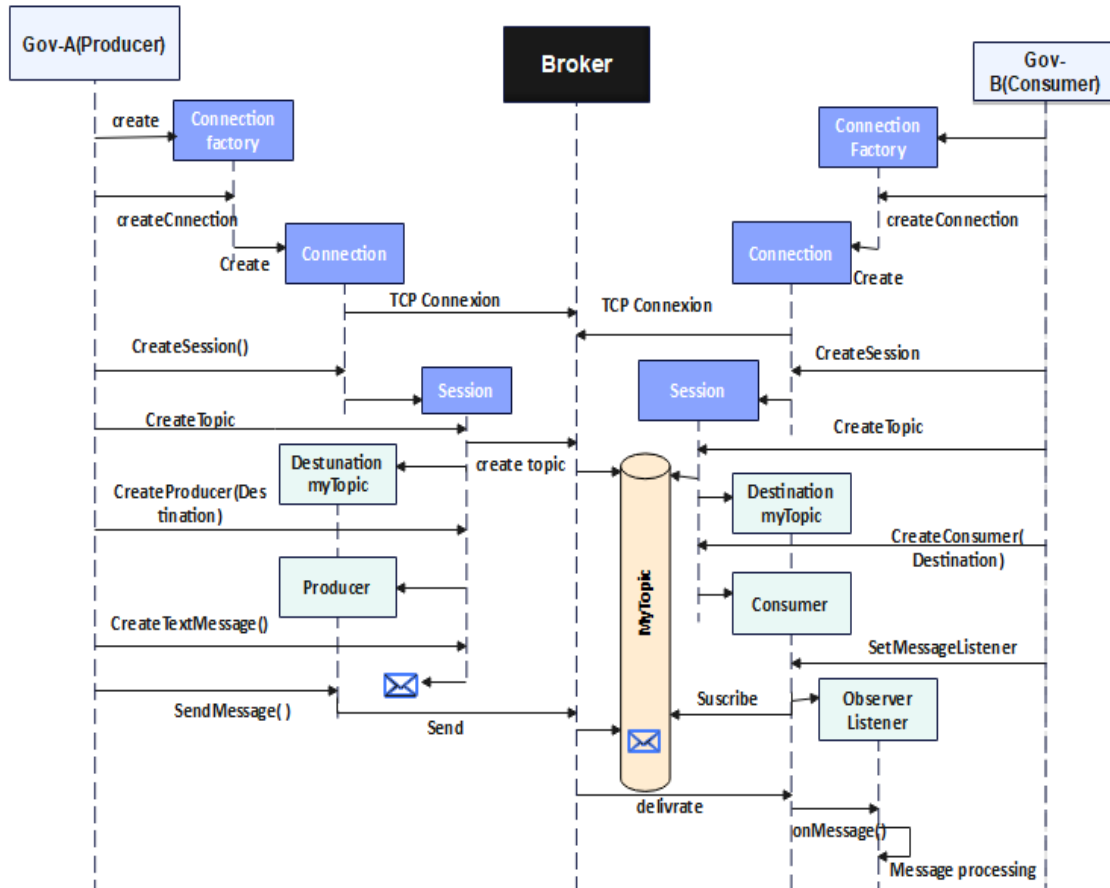 Gov-A(Producer)
Broker
Gov-
B(Consumer)
create
Connection
factory
Connection
Factory
createCnnection
createConnection
Create
Connection
Connection
Create
TCP Connexion
TCP Connexion
CreateSession()
CreateSession
Session
Session
CreateTopic
CreateTopic
create topic
Destunation
myTopic
Destination
myTopic
CreateProducer(Des
tination)
CreateConsumer(
Destination)
Producer
MyTopic
Consumer
CreateTextMessage()
SetMessageListener
SendMessage( )
Send
Suscribe
Observer
Listener
delivrate
onMessage()
Message processing